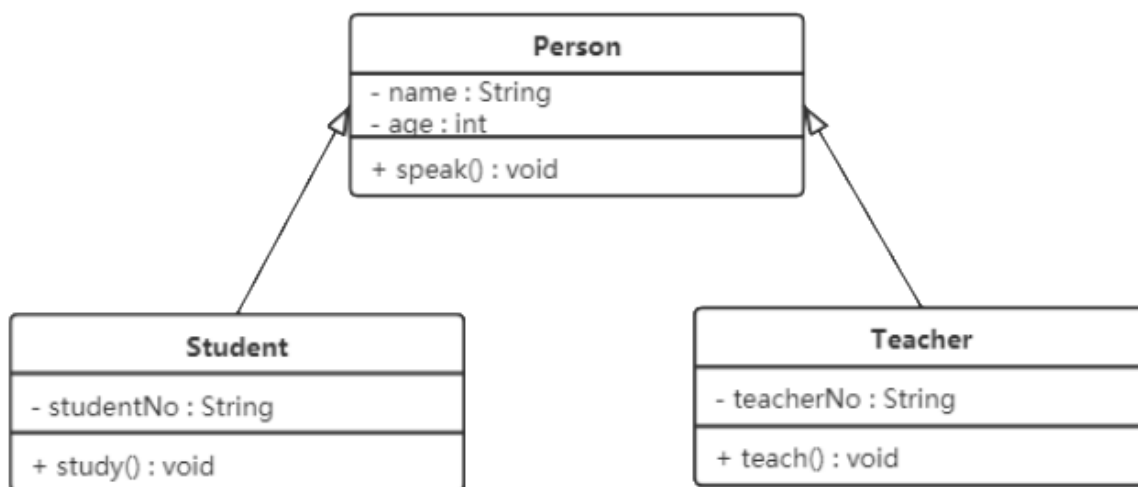 Person
- name : String
- age : int
+ speak() : void
Student
- studentNo : String
+ study() : void
Teacher
- teacherNo : String
+ teach() : void